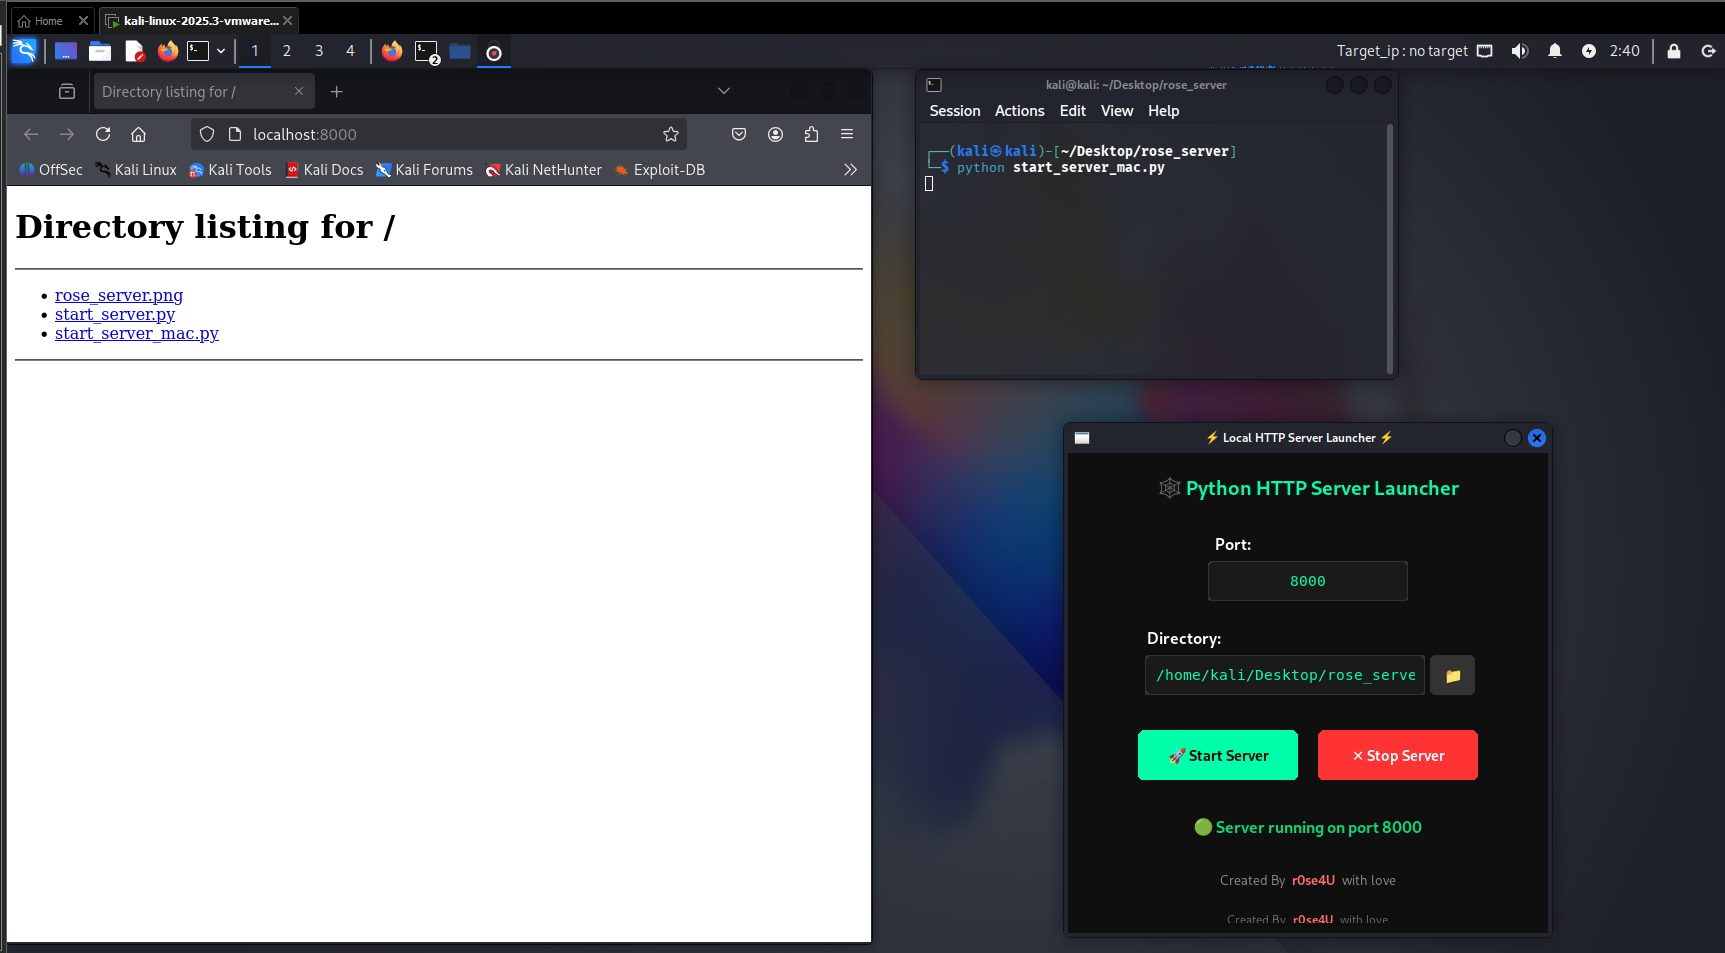 Home
kali-linux-2025.3-vmware...
1 2 3 4
2
Target_ip : no target
2:40
Directory listing for /
localhost:8000
OffSec Kali Linux Kali Tools Kali Docs Kali Forums Kali NetHunter Exploit-DB
Directory listing for /
rose_server.png
start_server.py
start_server_mac.py
kali@kali: ~/Desktop/rose_server
Session Actions Edit View Help
┌──(kali㉿kali)-[~/Desktop/rose_server]
└─$ python start_server_mac.py
⚡ Local HTTP Server Launcher ⚡
🕸 Python HTTP Server Launcher
Port:
8000
Directory:
/home/kali/Desktop/rose_serve
🚀 Start Server
✕ Stop Server
🟢 Server running on port 8000
Created By r0se4U with love
Created By r0se4U with love